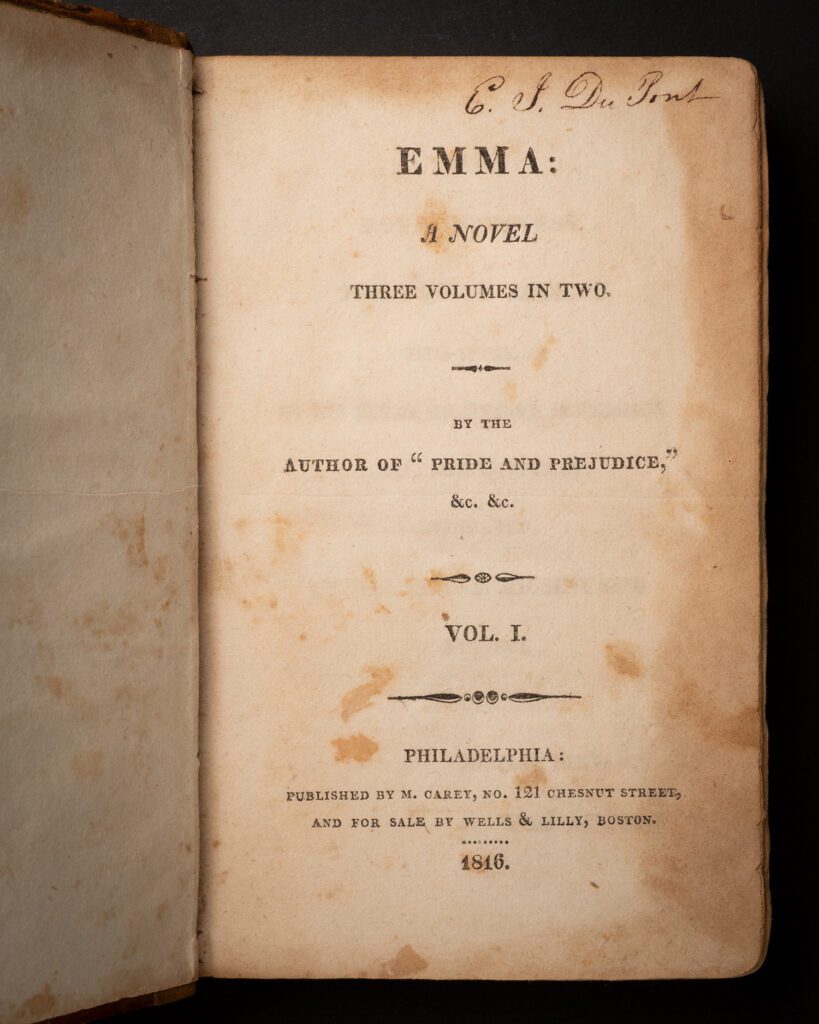 E. I. Du Pont
EMMA:
A NOVEL
THREE VOLUMES IN TWO.
BY THE
AUTHOR OF “ PRIDE AND PREJUDICE,”
&c. &c.
VOL. I.
PHILADELPHIA:
PUBLISHED BY M. CAREY, NO. 121 CHESNUT STREET,
AND FOR SALE BY WELLS & LILLY, BOSTON.
1816.